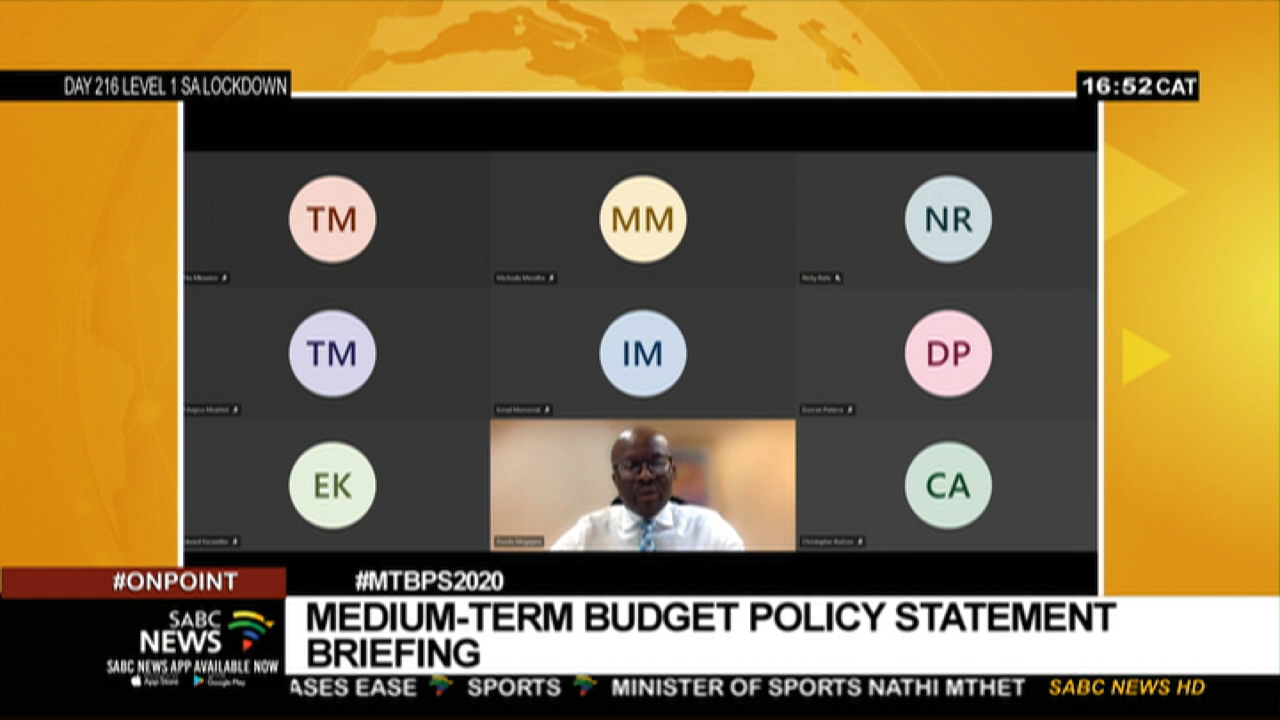 DAY 216 LEVEL 1 SA LOCKDOWN
16:52 CAT
TM
MM
NR
TM
IM
DP
EK
CA
#ONPOINT
#MTBPS2020
SABC
NEWS
SABC NEWS APP AVAILABLE NOW
App Store
Google Play
MEDIUM-TERM BUDGET POLICY STATEMENT
BRIEFING
ASES EASE SPORTS MINISTER OF SPORTS NATHI MTHET
SABC NEWS HD